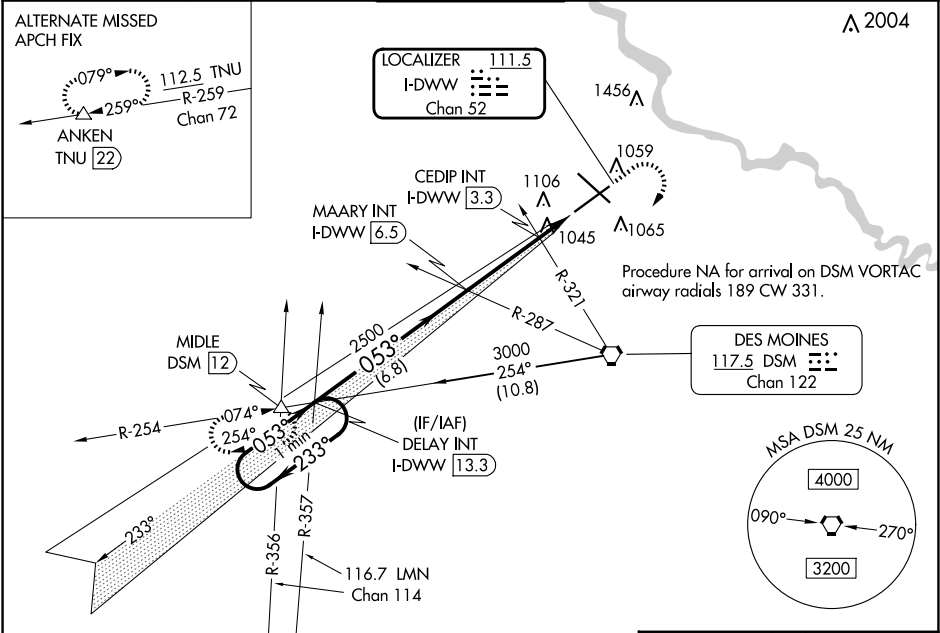 ALTERNATE MISSED
APCH FIX
079°
112.5 TNU
R-259
Chan 72
259°
ANKEN
TNU 22
LOCALIZER 111.5
I-DWW
Chan 52
2004
1456
1059
1106
1045
1065
CEDIP INT
I-DWW 3.3
MAARY INT
I-DWW 6.5
R-321
R-287
Procedure NA for arrival on DSM VORTAC
airway radials 189 CW 331.
DES MOINES
117.5 DSM
Chan 122
MIDLE
DSM 12
2500
053°
(6.8)
3000
254°
(10.8)
R-254
074°
254°
053°
1 min
233°
(IF/IAF)
DELAY INT
I-DWW 13.3
233°
R-356
R-357
116.7 LMN
Chan 114
MSA DSM 25 NM
4000
090°
270°
3200